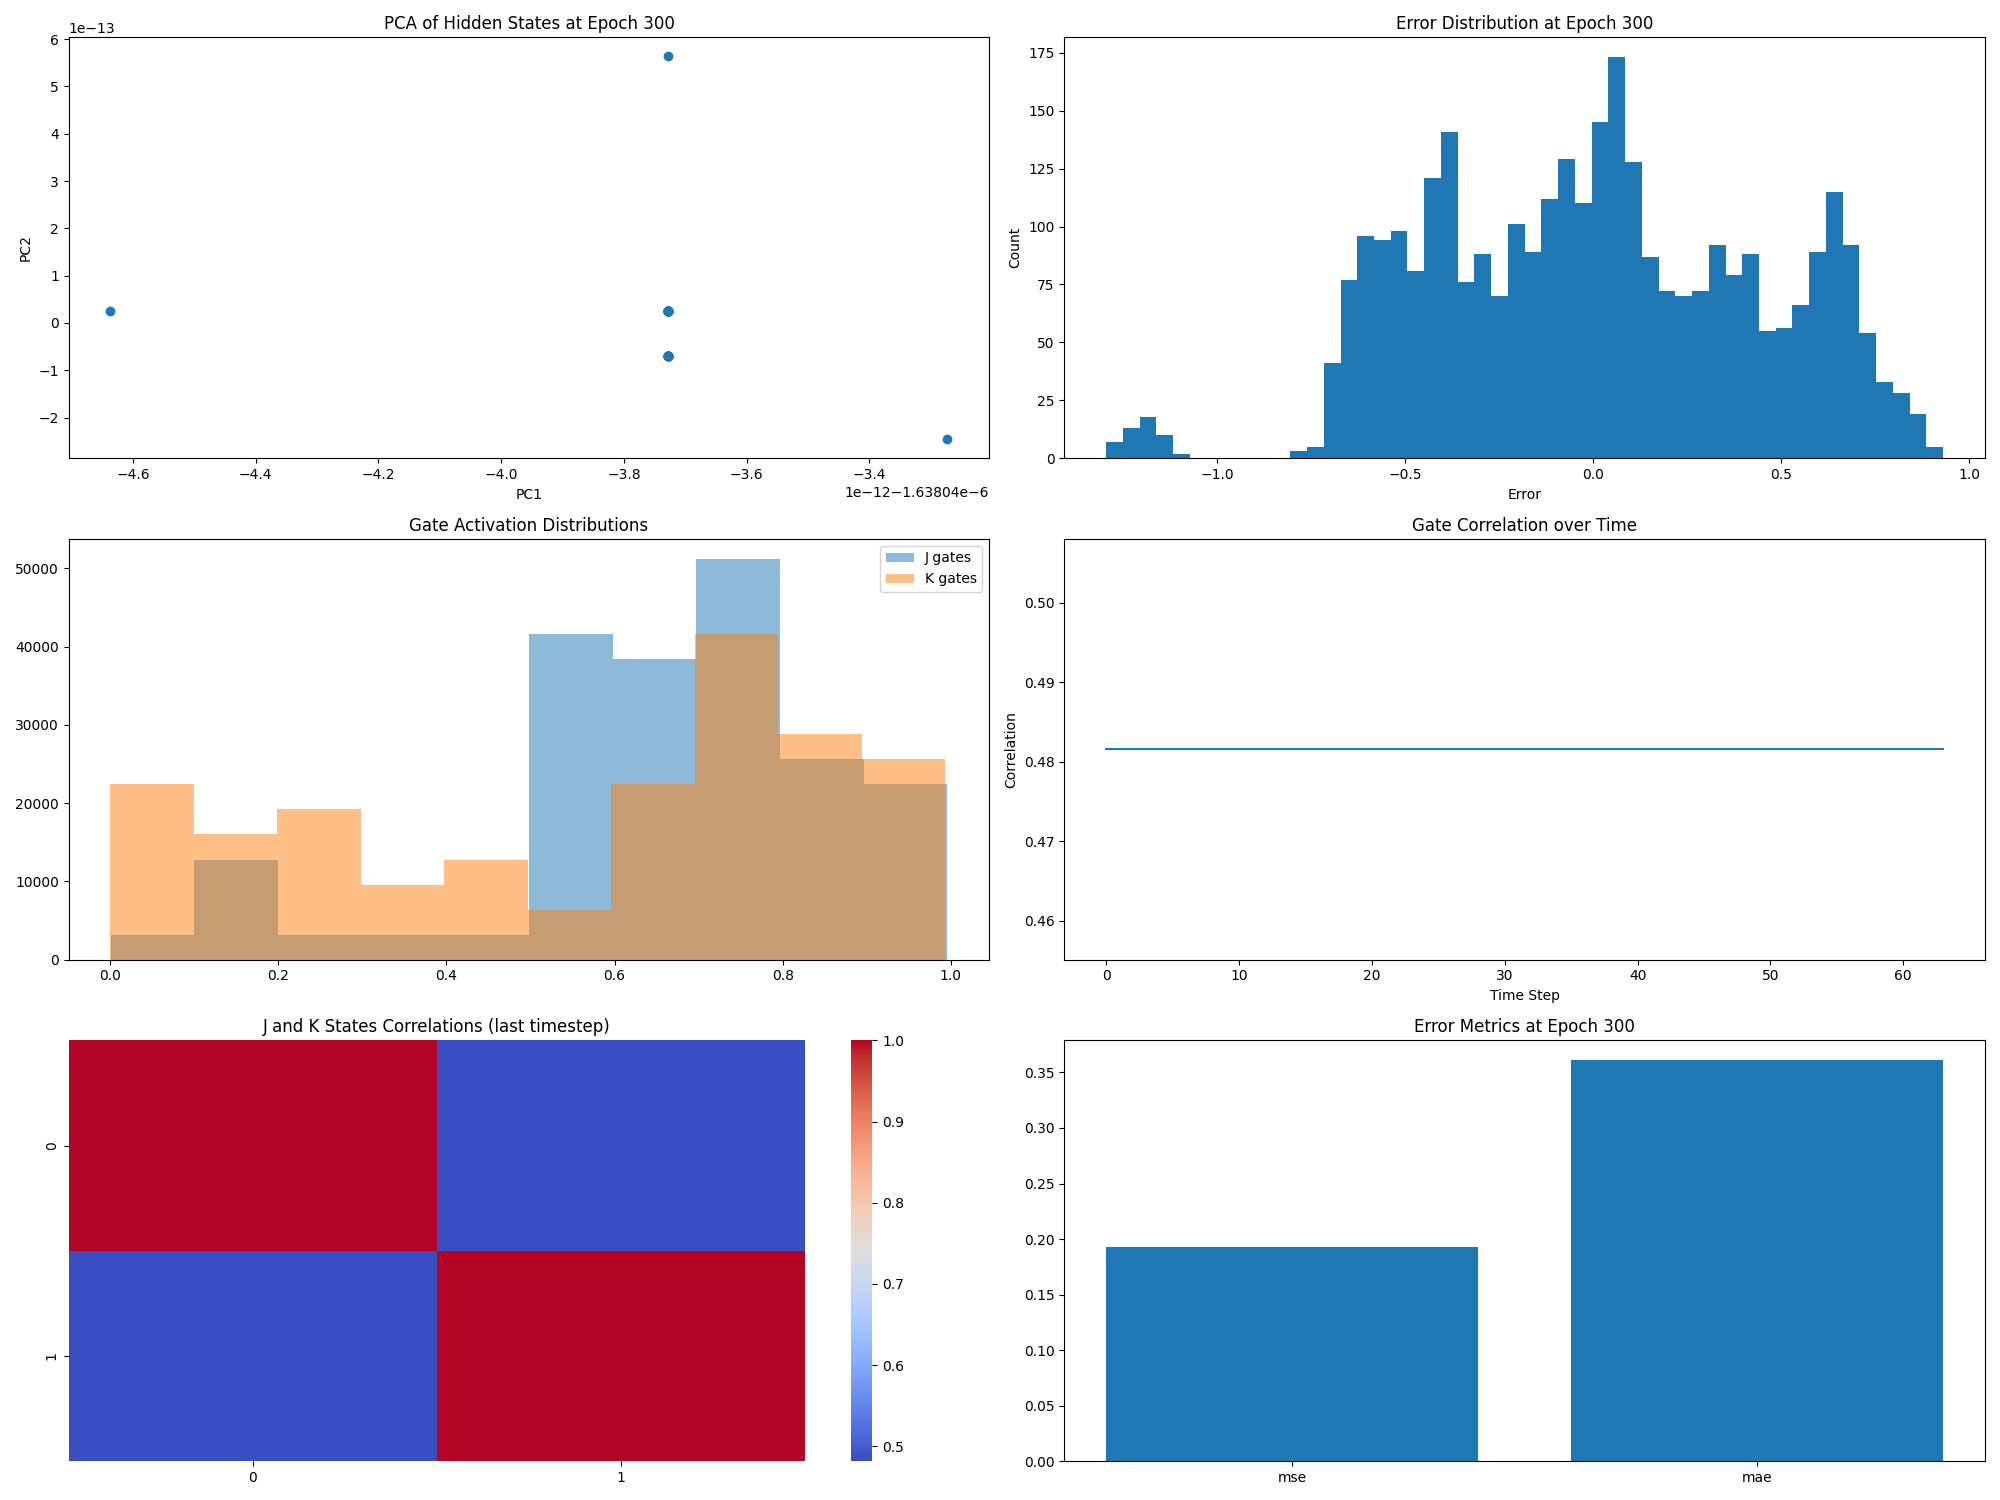 PCA of Hidden States at Epoch 300
1e−13
6
5
4
3
2
1
0
−1
−2
PC2
−4.6 −4.4 −4.2 −4.0 −3.8 −3.6 −3.4
1e−12−1.63804e−6
PC1
Error Distribution at Epoch 300
175
150
125
100
75
50
25
0
Count
−1.0 −0.5 0.0 0.5 1.0
Error
Gate Activation Distributions
J gates
K gates
50000
40000
30000
20000
10000
0
0.0 0.2 0.4 0.6 0.8 1.0
Gate Correlation over Time
0.50
0.49
0.48
0.47
0.46
Correlation
0 10 20 30 40 50 60
Time Step
J and K States Correlations (last timestep)
0
1
0 1
1.0
0.9
0.8
0.7
0.6
0.5
Error Metrics at Epoch 300
0.35
0.30
0.25
0.20
0.15
0.10
0.05
0.00
mse mae